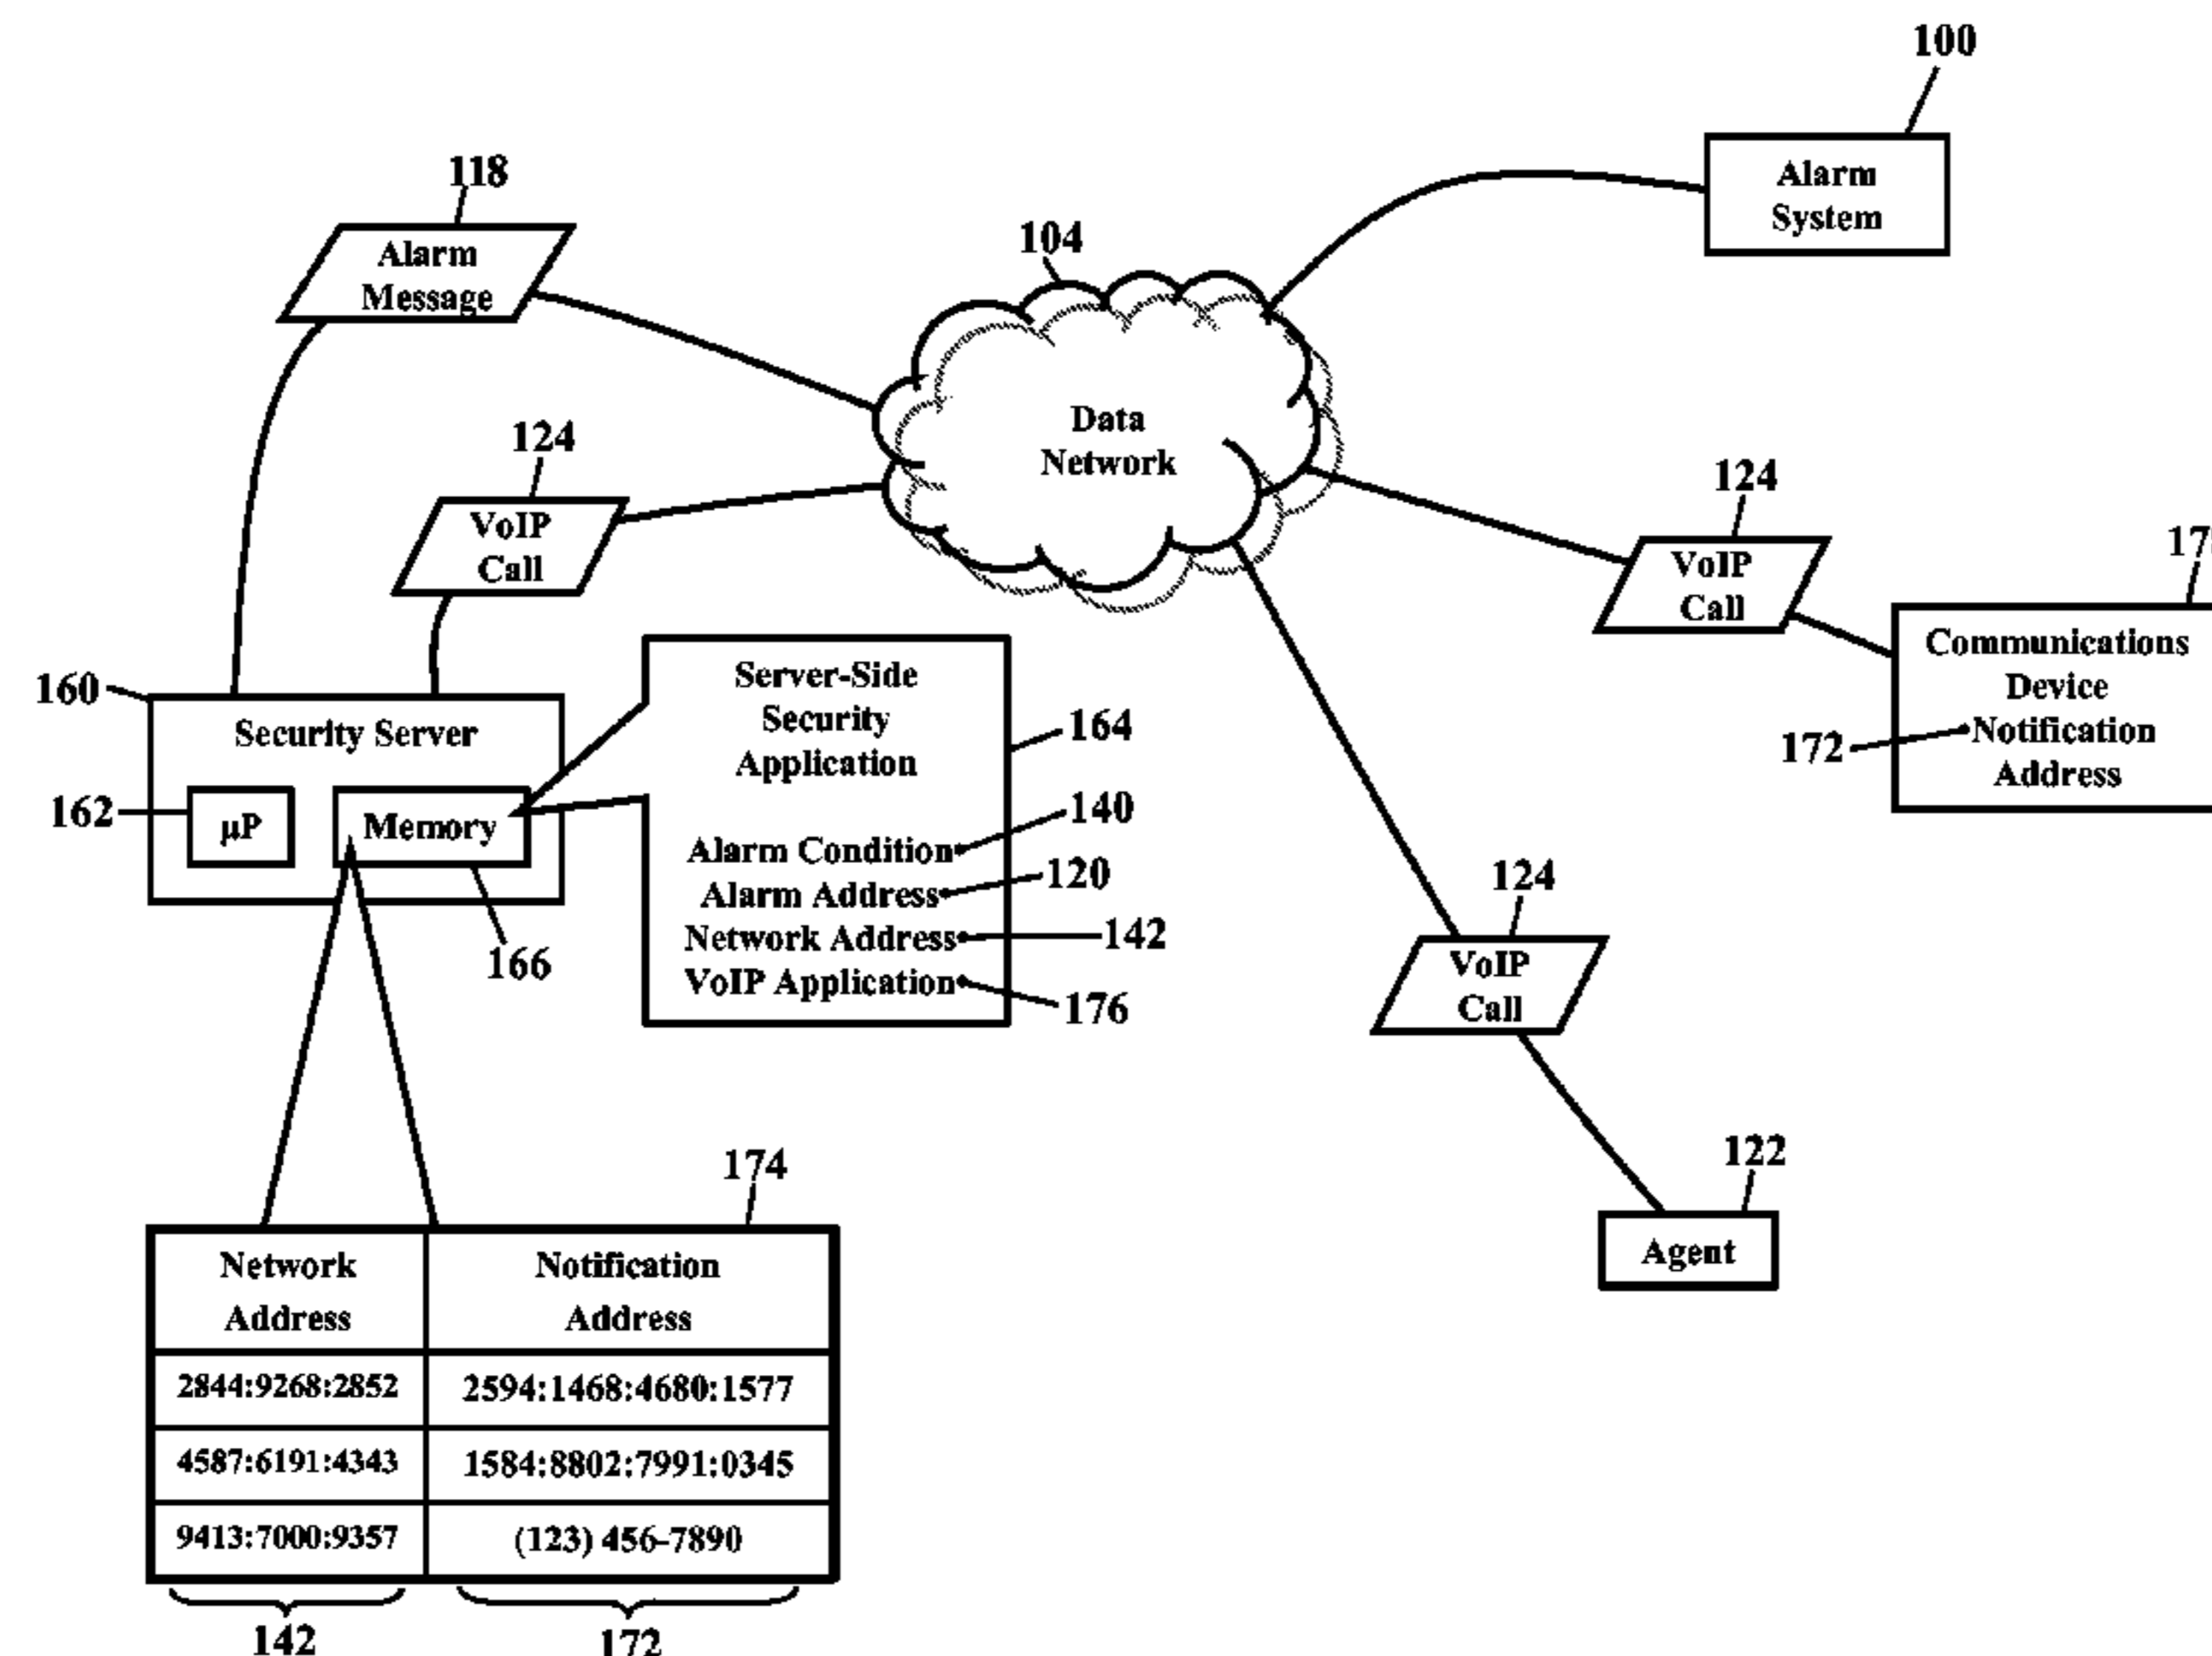 100
Alarm
System
118
Alarm
Message
104
Data
Network
124
VoIP
Call
124
VoIP
Call
17
Communications
Device
Notification
Address
172
160
Security Server
162
µP
Memory
166
Server-Side
Security
Application
164
Alarm Condition
140
Alarm Address
120
Network Address
142
VoIP Application
176
124
VoIP
Call
122
Agent
174
Network
Address
Notification
Address
2844:9268:2852 2594:1468:4680:1577
4587:6191:4343 1584:8802:7991:0345
9413:7000:9357 (123) 456-7890
142
172